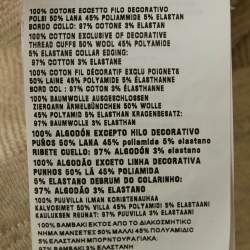 100% COTONE ECCETTO FILO DECORATIVO
POLSI 50% LANA 45% POLIAMMIDE 5% ELASTAN
BORDO COLLO: 97% COTONE 3% ELASTAN
100% COTTON EXCLUSIVE OF DECORATIVE
THREAD CUFFS 50% WOOL 45% POLYAMIDE
5% ELASTANE COLLAR EDGING:
97% COTTON 3% ELASTANE
100% COTON FIL DÉCORATIF EXCLU POIGNETS
50% LAINE 45% POLYAMIDE 5% ÉLASTHANNE
BORD COL : 97% COTON 3% ÉLASTHANNE
100% BAUMWOLLE AUSGESCHLOSSEN
ZIERGARN ÄRMELBÜNDCHEN 50% WOLLE
45% POLYAMID 5% ELASTHAN KRAGENBESATZ:
97% BAUMWOLLE 3% ELASTHAN
100% ALGODÓN EXCEPTO HILO DECORATIVO
PUÑOS 50% LANA 45% poliamida 5% elastano
RIBETE CUELLO: 97% ALGODÓN 3% elastano
100% ALGODÃO EXCETO LINHA DECORATIVA
PUNHOS 50% LÃ 45% POLIAMIDA
5% ELASTANO DEBRUM DO COLARINHO:
97% ALGODÃO 3% ELASTANO
100% PUUVILLA ILMAN KORISTENAUHAA
KALVOSIMET 50% VILLA 45% POLYAMIDI 5% ELASTAANI
KAULUKSEN REUNAT: 97% PUUVILLA 3% ELASTAANI
100% ΒΑΜΒΑΚΙ ΕΚΤΟΣ ΑΠΟ ΤΟ ΔΙΑΚΟΣΜΗΤΙΚΟ
ΝΗΜΑ ΜΑΝΣΕΤΕΣ 50% ΜΑΛΛΙ 45% ΠΟΛΥΑΜΙΔΙΟ
5% ΕΛΑΣΤΑΝΗ ΜΠΟΡΝΤΟΥΡΑ
97% ΒΑΜΒΑΚΙ 3% ΕΛΑΣΤΑΝΗ